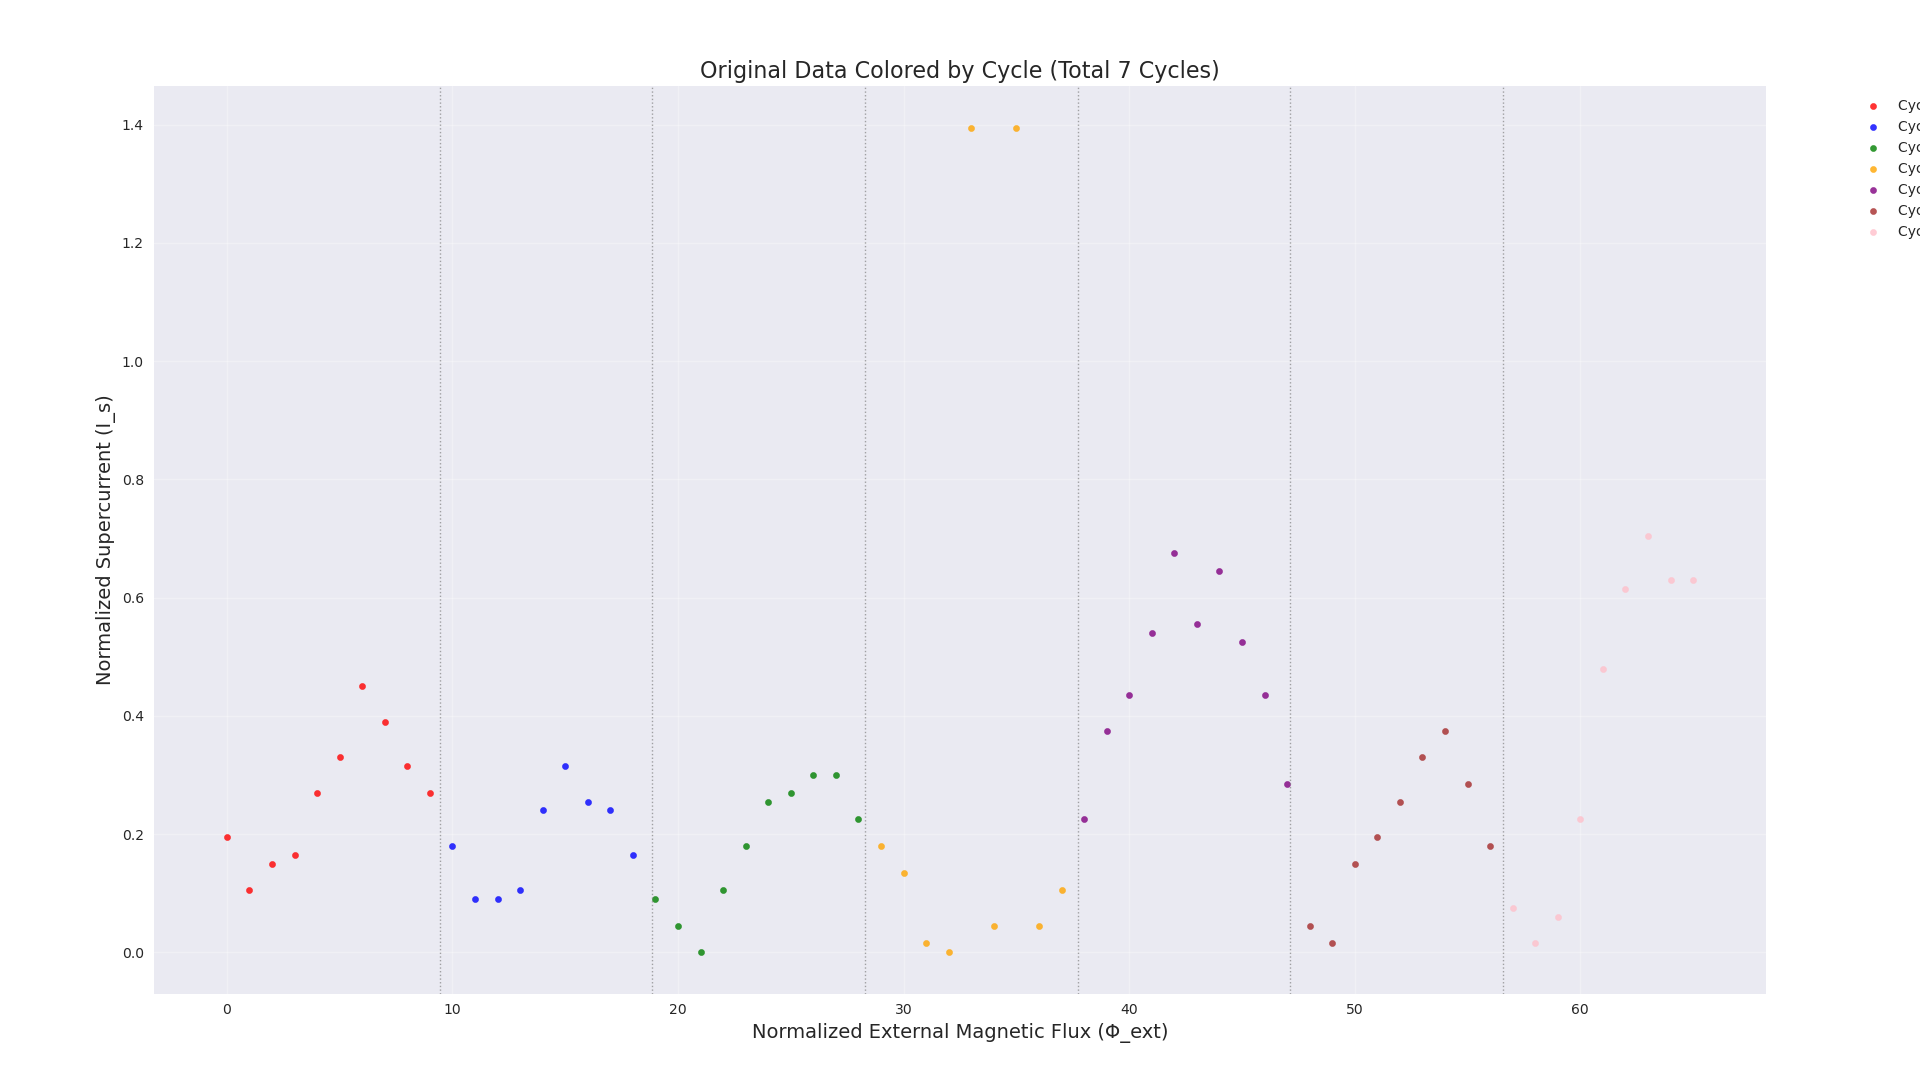 Original Data Colored by Cycle (Total 7 Cycles)
1.4
1.2
1.0
0.8
0.6
0.4
0.2
0.0
Normalized Supercurrent (I_s)
0 10 20 30 40 50 60
Normalized External Magnetic Flux (Φ_ext)
Cyc
Cyc
Cyc
Cyc
Cyc
Cyc
Cyc